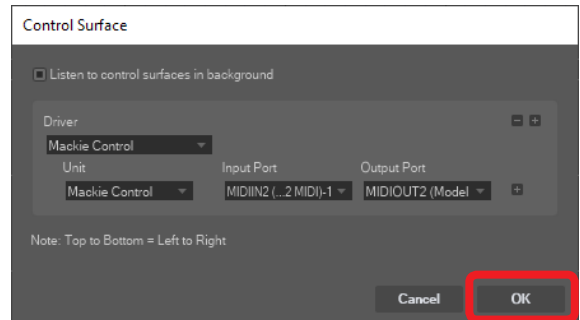 Control Surface
Listen to control surfaces in background
Driver
Mackie Control
Unit Input Port Output Port
Mackie Control MIDIIN2 (...2 MIDI)-1 MIDIOUT2 (Model
Note: Top to Bottom = Left to Right
Cancel OK